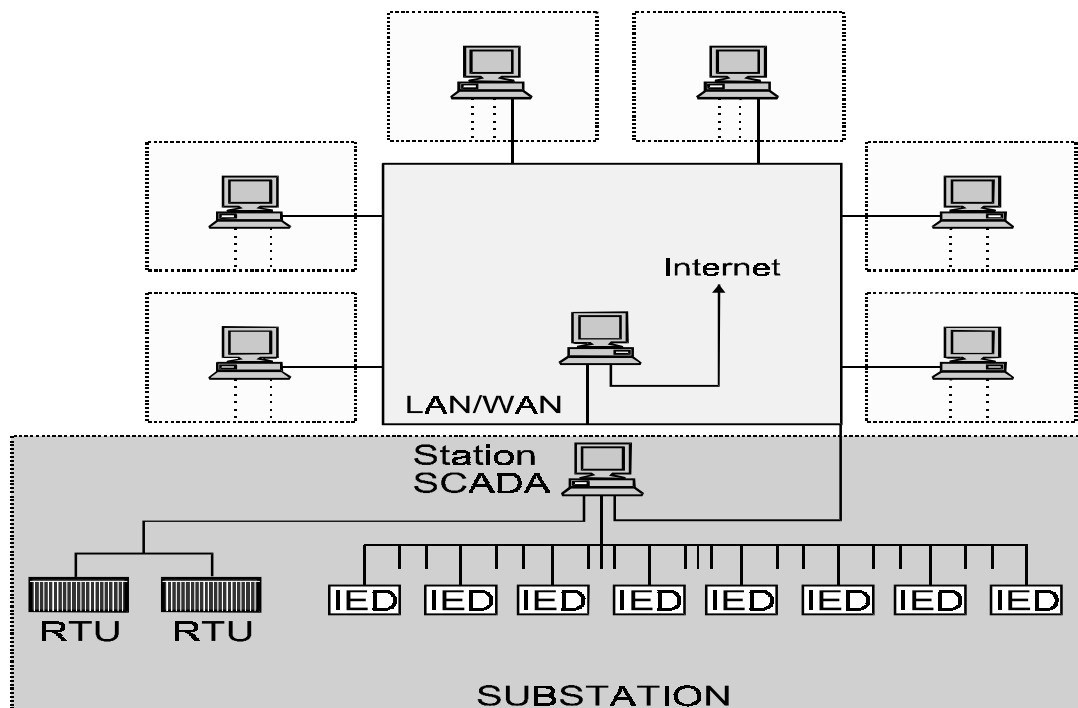 Internet
LAN/WAN
Station
SCADA
IED IED IED IED IED IED IED IED
RTU RTU
SUBSTATION